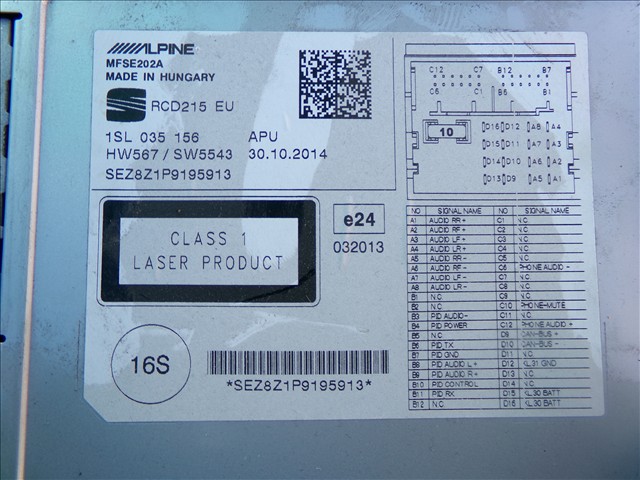 ALPINE
MFSE202A
MADE IN HUNGARY
RCD215 EU
1SL 035 156 APU
HW567 / SW5543 30.10.2014
SEZ8Z1P9195913
CLASS 1
LASER PRODUCT
e24
032013
16S
*SEZ8Z1P9195913*
C12 C7 B12 B7
C6 C1 B6 B1
10
D16 D12 A8 A4
D15 D11 A7 A3
D14 D10 A6 A2
D13 D9 A5 A1
NO SIGNAL NAME NO SIGNAL NAME
A1 AUDIO RR+ C1 N.C
A2 AUDIO RF+ C2 N.C
A3 AUDIO LF+ C3 N.C
A4 AUDIO LR+ C4 N.C
A5 AUDIO RR- C5 N.C
A6 AUDIO RF- C6 PHONE AUDIO-
A7 AUDIO LF- C7 N.C
A8 AUDIO LR- C8 N.C
B1 N.C C9 N.C
B2 N.C C10 PHONE-MUTE
B3 PID AUDIO- C11 N.C
B4 PID POWER C12 PHONE AUDIO +
B5 N.C D9 CAN-BUS +
B6 PID TX D10 CAN-BUS -
B7 PID GND D11 N.C
B8 PID AUDIO L+ D12 KL31 GND
B9 PID AUDIO R+ D13 N.C
B10 PID CONTROL D14 N.C
B11 PID RX D15 KL30 BATT
B12 N.C D16 KL30 BATT